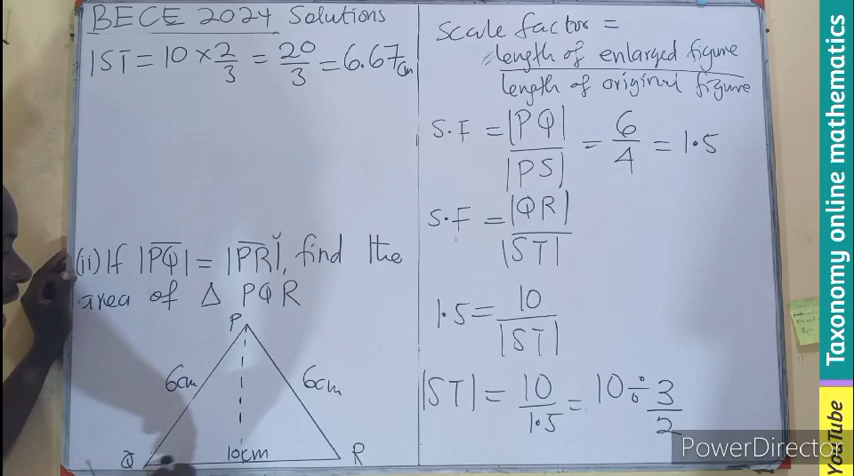 BECE 2024 Solutions
|ST| = 10 × 2/3 = 20/3 = 6.67cm
(ii) If |PQ| = |PR|, find the
area of Δ PQR
P
6cm 6cm
10cm
Q R
Scale factor =
length of enlarged figure
length of original figure
S.F = |PQ|/|PS| = 6/4 = 1.5
S.F = |QR|/|ST|
1.5 = 10/|ST|
|ST| = 10/1.5 = 10 ÷ 3/2
PowerDirector
Taxonomy online mathematics
YouTube